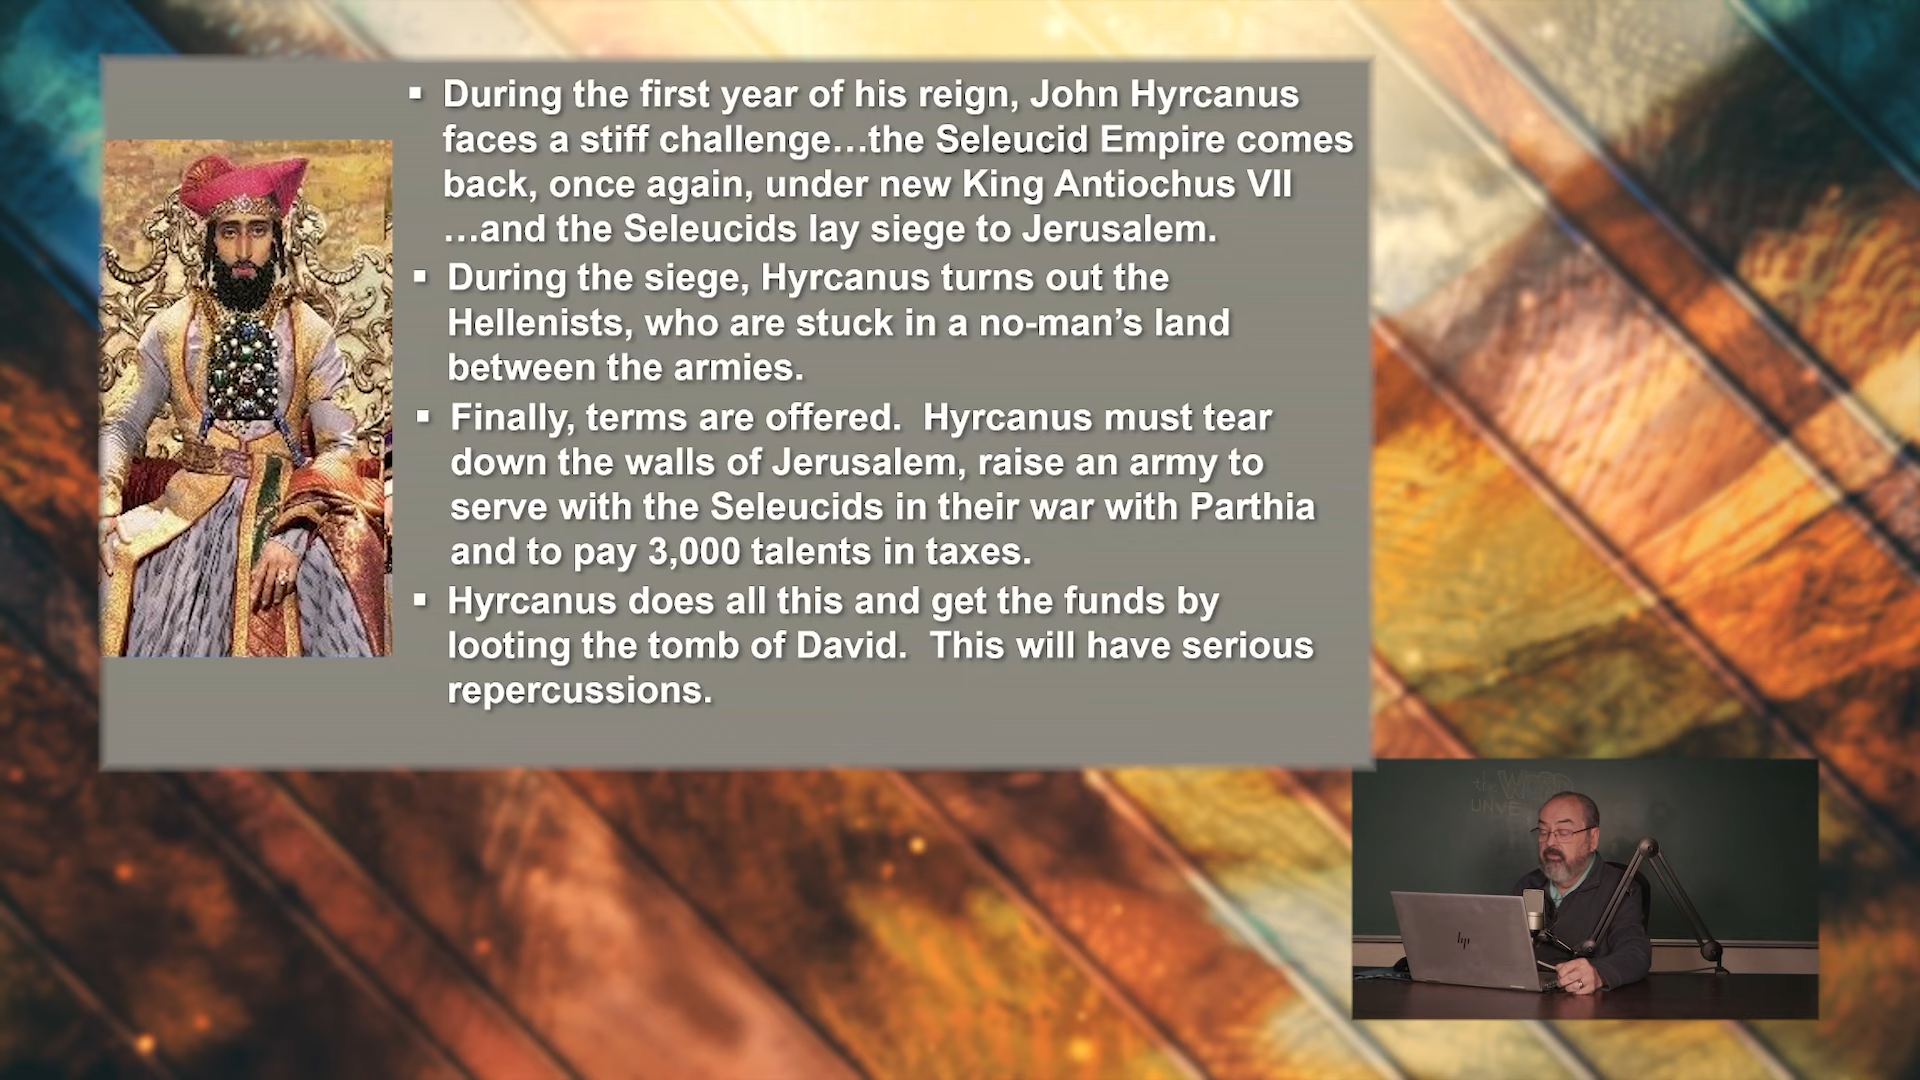 ▪ During the first year of his reign, John Hyrcanus
faces a stiff challenge…the Seleucid Empire comes
back, once again, under new King Antiochus VII
…and the Seleucids lay siege to Jerusalem.
▪ During the siege, Hyrcanus turns out the
Hellenists, who are stuck in a no-man’s land
between the armies.
▪ Finally, terms are offered.  Hyrcanus must tear
down the walls of Jerusalem, raise an army to
serve with the Seleucids in their war with Parthia
and to pay 3,000 talents in taxes.
▪ Hyrcanus does all this and get the funds by
looting the tomb of David.  This will have serious
repercussions.
the WORD
UNVE
hp